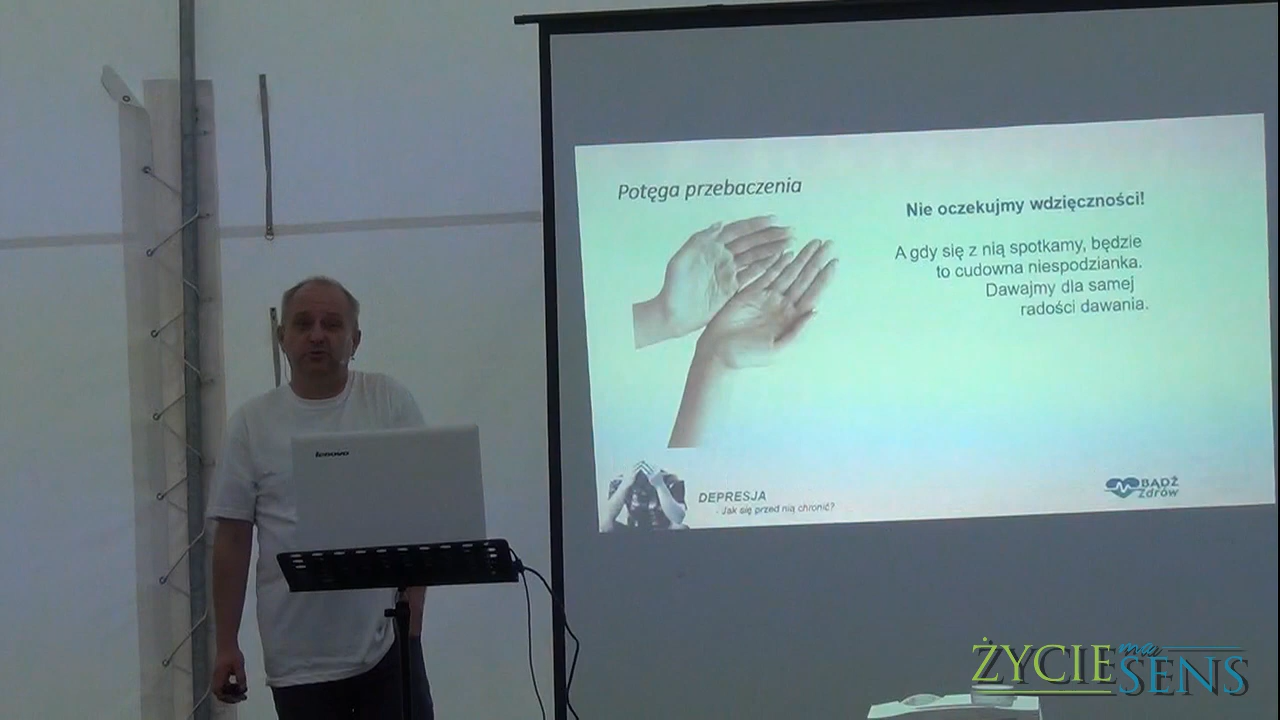 Potęga przebaczenia
Nie oczekujmy wdzięczności!
A gdy się z nią spotkamy, będzie
to cudowna niespodzianka.
Dawajmy dla samej
radości dawania.
DEPRESJA
- Jak się przed nią chronić?
BĄDŹ
Zdrów
lenovo
ŻYCIE ma SENS